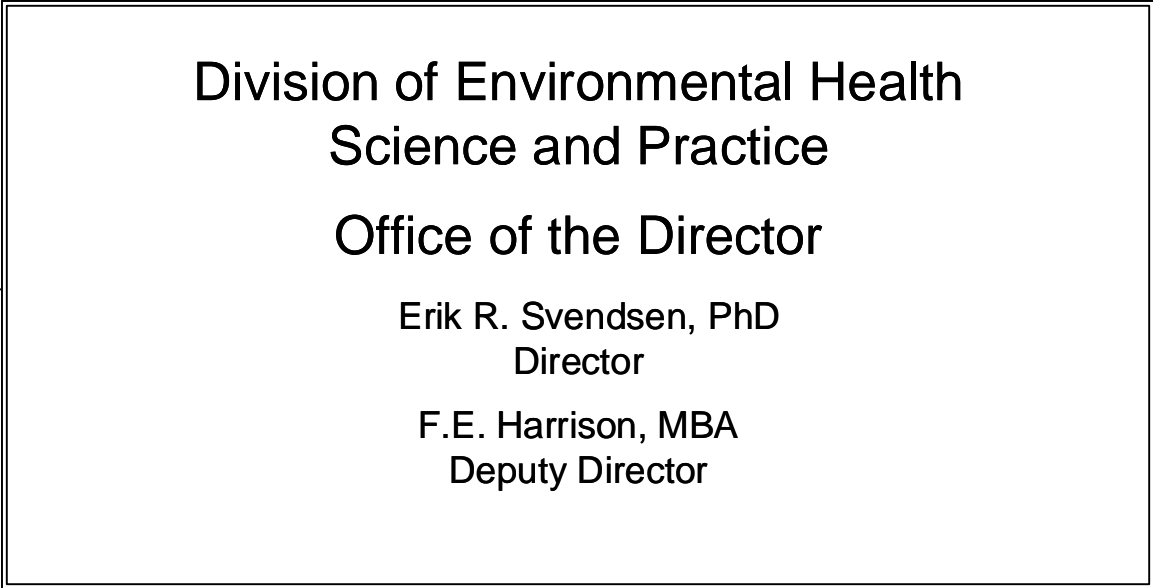 Division of Environmental Health
Science and Practice
Office of the Director
Erik R. Svendsen, PhD
Director
F.E. Harrison, MBA
Deputy Director